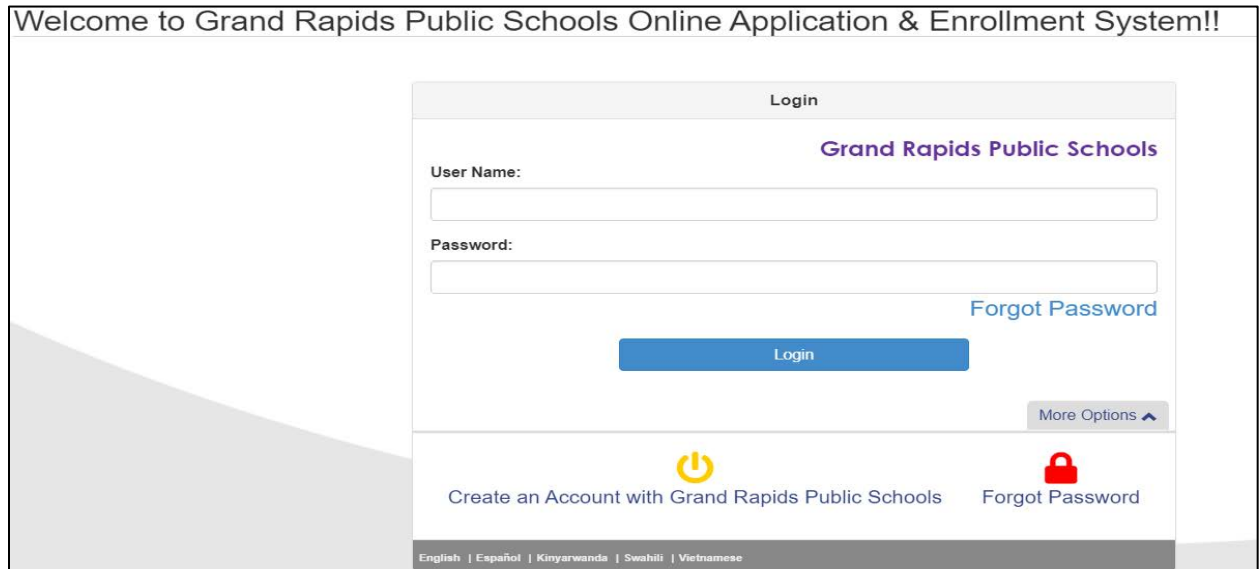 Welcome to Grand Rapids Public Schools Online Application & Enrollment System!!
Login
Grand Rapids Public Schools
User Name:
Password:
Forgot Password
Login
More Options
Create an Account with Grand Rapids Public Schools
Forgot Password
English | Español | Kinyarwanda | Swahili | Vietnamese